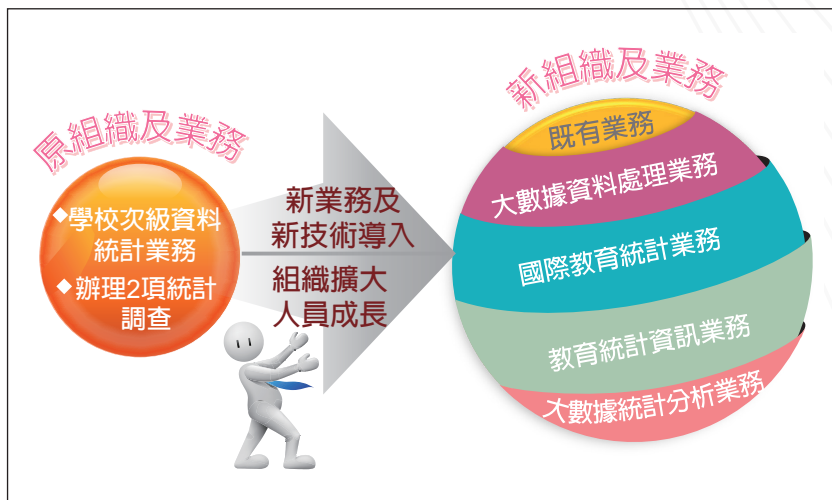 原組織及業務
◆學校次級資料
統計業務
◆辦理2項統計
調查
新業務及
新技術導入
組織擴大
人員成長
新組織及業務
既有業務
大數據資料處理業務
國際教育統計業務
教育統計資訊業務
大數據統計分析業務